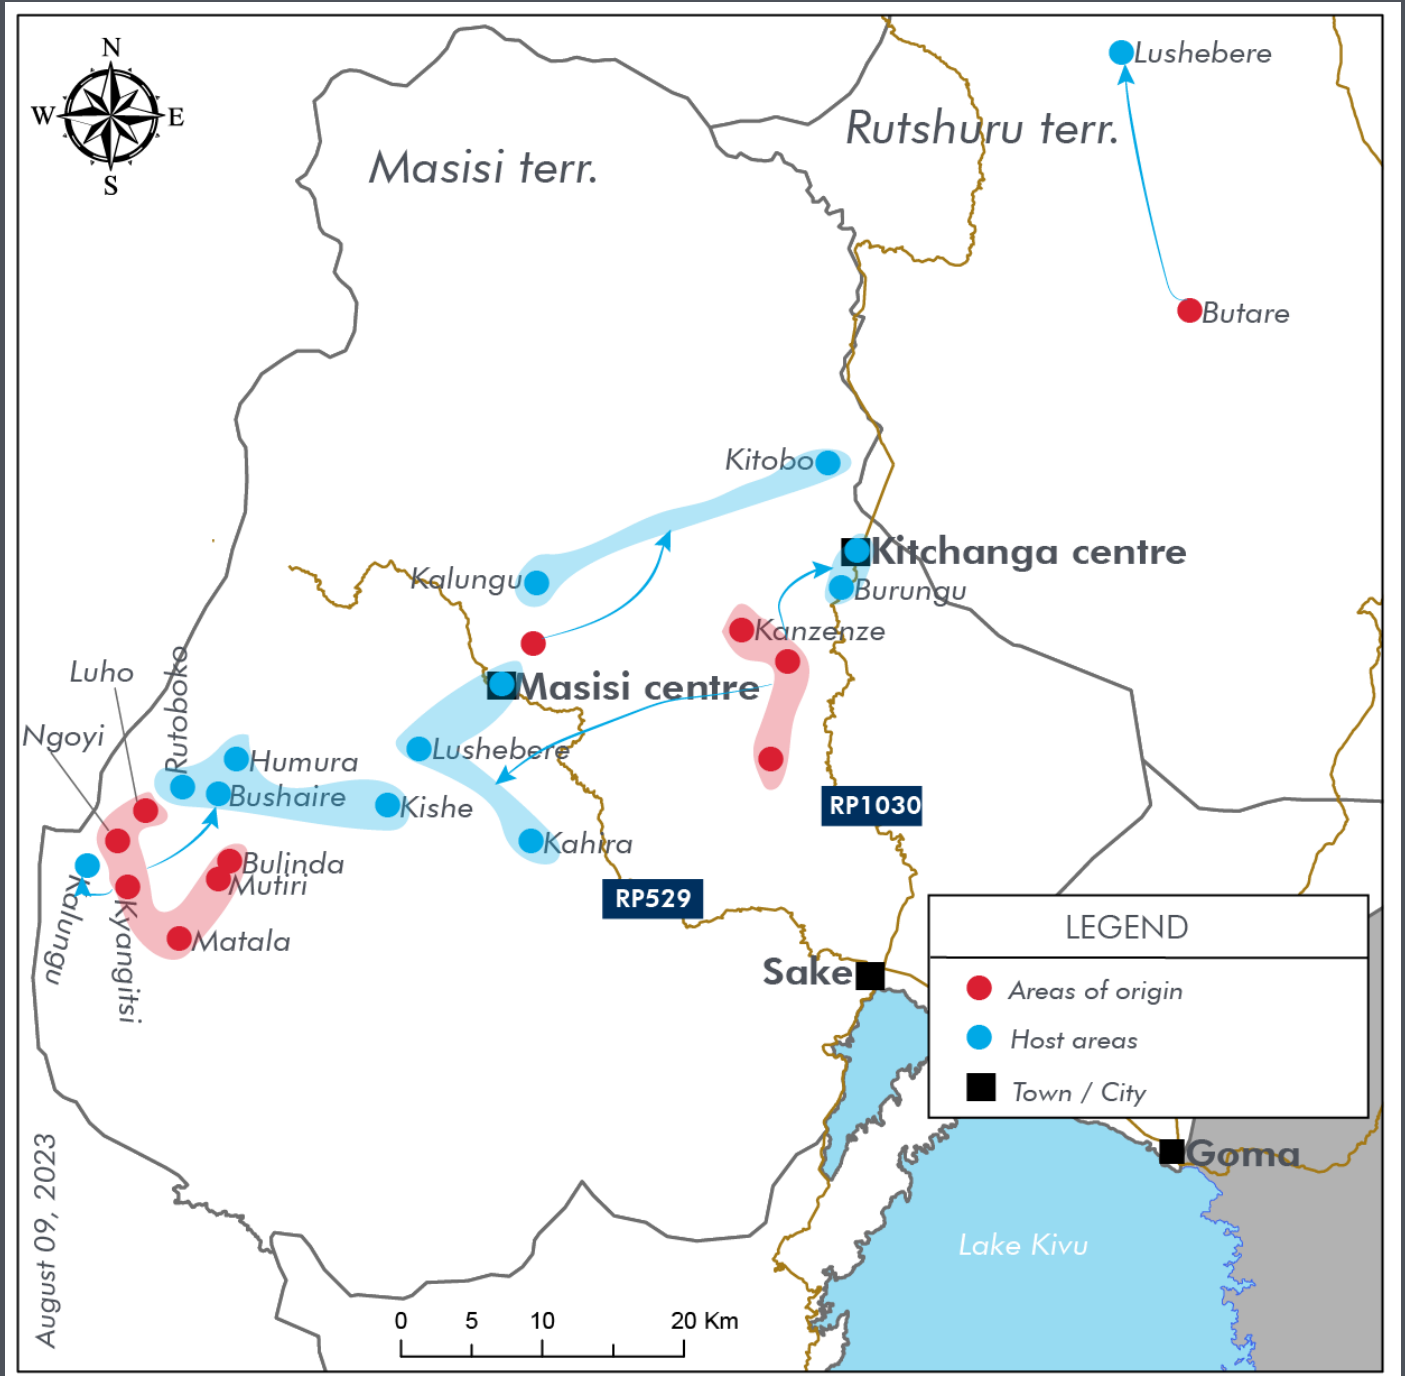 N
W
E
S
Masisi terr.
Rutshuru terr.
Lushebere
Butare
Kitobo
Kalungu
Kitchanga centre
Burungu
Kanzenze
Masisi centre
Lushebere
Luho
Ngoyi
Rutoboko
Humura
Bushaire
Kishe
Kahira
RP1030
RP529
Bulinda
Mutiri
Matala
Kalungu
Kyangitsi
Sake
LEGEND
Areas of origin
Host areas
Town / City
Goma
Lake Kivu
August 09, 2023
0 5 10 20 Km